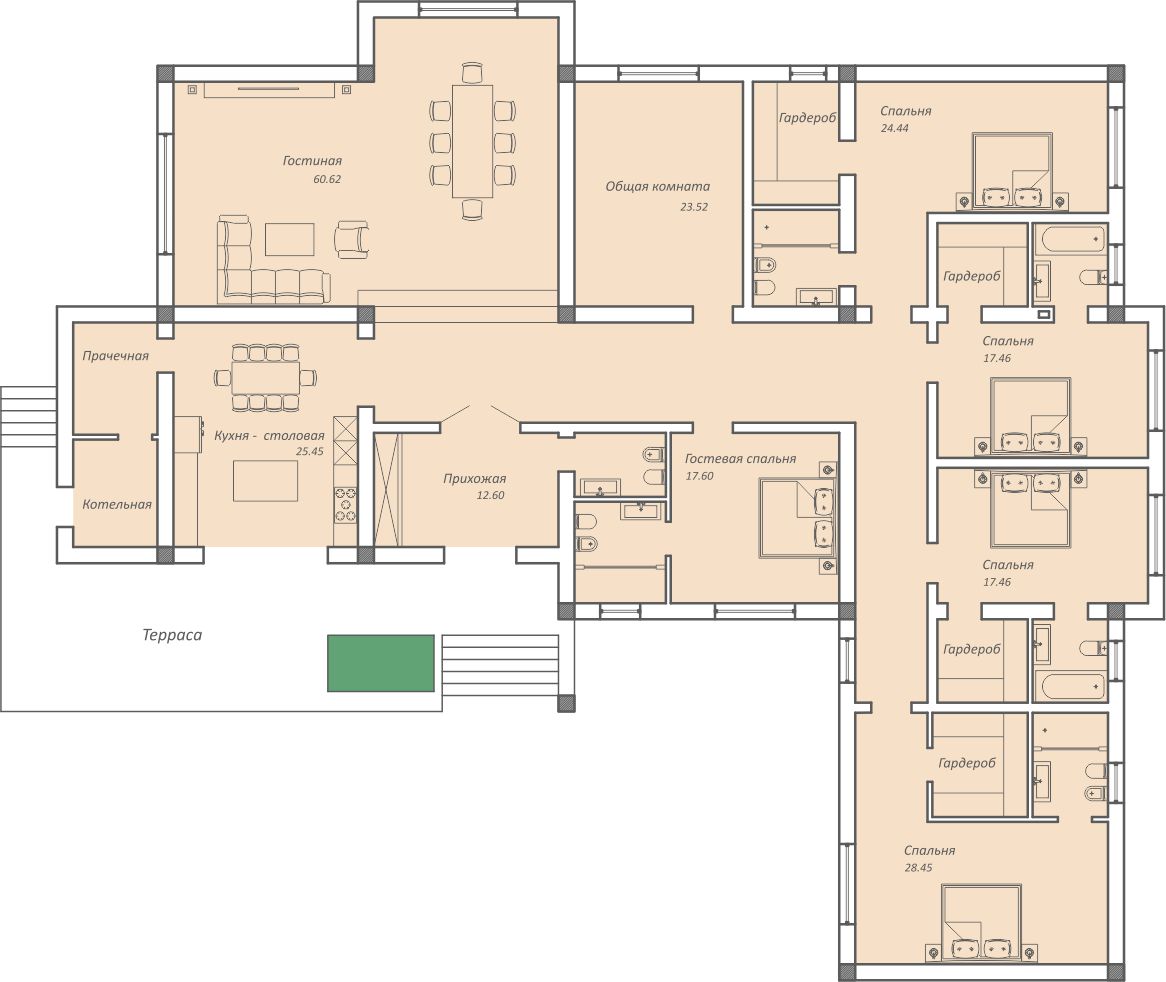 Гардероб
Спальня
24.44
Гостиная
60.62
Общая комната
23.52
Гардероб
Спальня
17.46
Прачечная
Кухня - столовая
25.45
Прихожая
12.60
Гостевая спальня
17.60
Котельная
Спальня
17.46
Терраса
Гардероб
Гардероб
Спальня
28.45